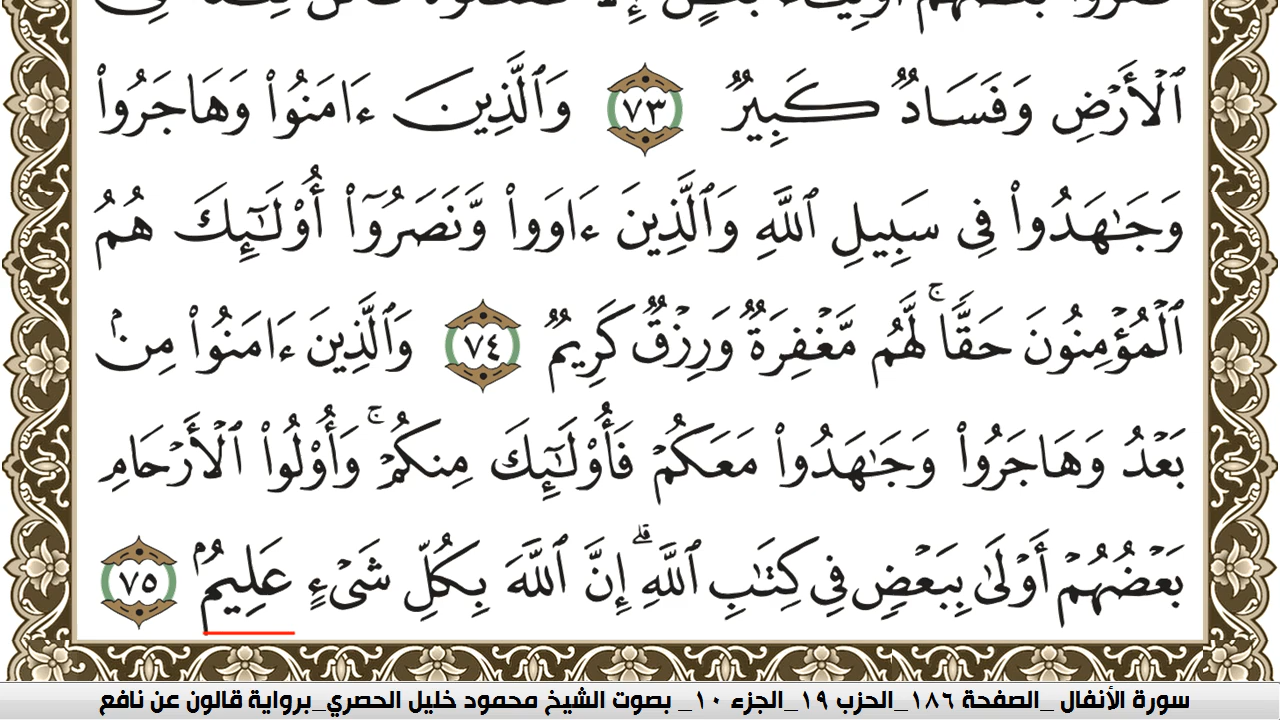 ٱلْأَرْضِ وَفَسَادٌ كَبِيرٌ ٧٣ وَٱلَّذِينَ ءَامَنُواْ وَهَاجَرُواْ
وَجَٰهَدُواْ فِى سَبِيلِ ٱللَّهِ وَٱلَّذِينَ ءَاوَواْ وَّنَصَرُوٓاْ أُوْلَٰٓئِكَ هُمُ
ٱلْمُؤْمِنُونَ حَقّٗاۚ لَّهُم مَّغْفِرَةٌ وَرِزْقٌ كَرِيمٌ ٧٤ وَٱلَّذِينَ ءَامَنُواْ مِنۢ
بَعْدُ وَهَاجَرُواْ وَجَٰهَدُواْ مَعَكُمْ فَأُوْلَٰٓئِكَ مِنكُمْۚ وَأُوْلُواْ ٱلْأَرْحَامِ
بَعْضُهُمْ أَوْلَىٰ بِبَعْضٍ فِى كِتَٰبِ ٱللَّهِۗ إِنَّ ٱللَّهَ بِكُلِّ شَىْءٍ عَلِيمُۢ ٧٥
سورة الأنفال _الصفحة ١٨٦_الحزب ١٩_الجزء ١٠_ بصوت الشيخ محمود خليل الحصري_برواية قالون عن نافع